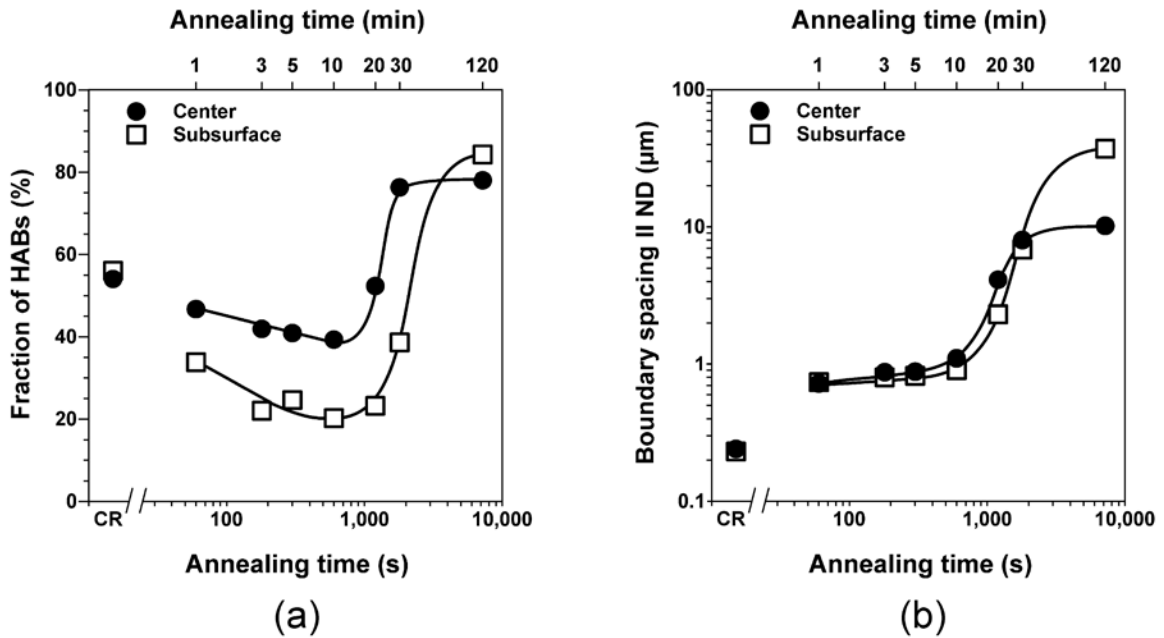 Annealing time (min)
1 3 5 10 20 30 120
100
80
60
40
20
0
Center
Subsurface
Fraction of HABs (%)
CR 100 1,000 10,000
Annealing time (s)
(a)
Annealing time (min)
1 3 5 10 20 30 120
100
10
1
0.1
Center
Subsurface
Boundary spacing II ND (µm)
CR 100 1,000 10,000
Annealing time (s)
(b)